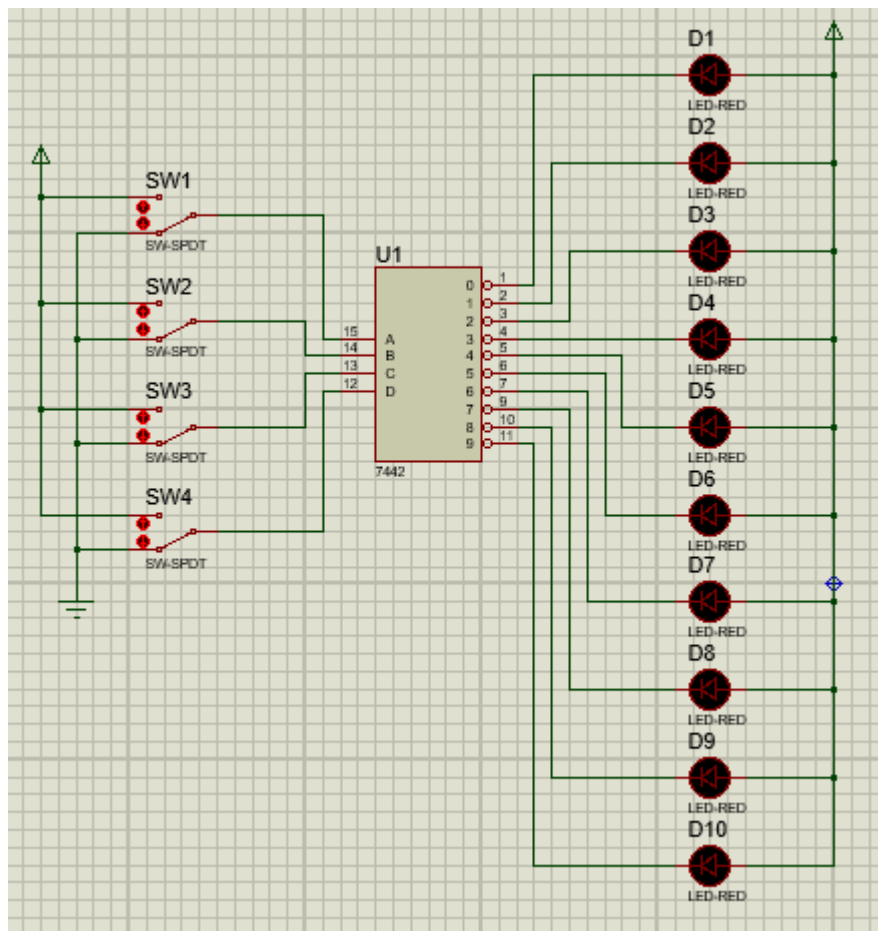 D1
LED-RED
D2
LED-RED
SW1
SW-SPDT
D3
LED-RED
U1
SW2
SW-SPDT
0 1
1 2
2 3
3 4
4 5
5 6
6 7
7 9
8 10
9 11
15 A
14 B
13 C
12 D
7442
D4
LED-RED
SW3
SW-SPDT
D5
LED-RED
SW4
SW-SPDT
D6
LED-RED
D7
LED-RED
D8
LED-RED
D9
LED-RED
D10
LED-RED